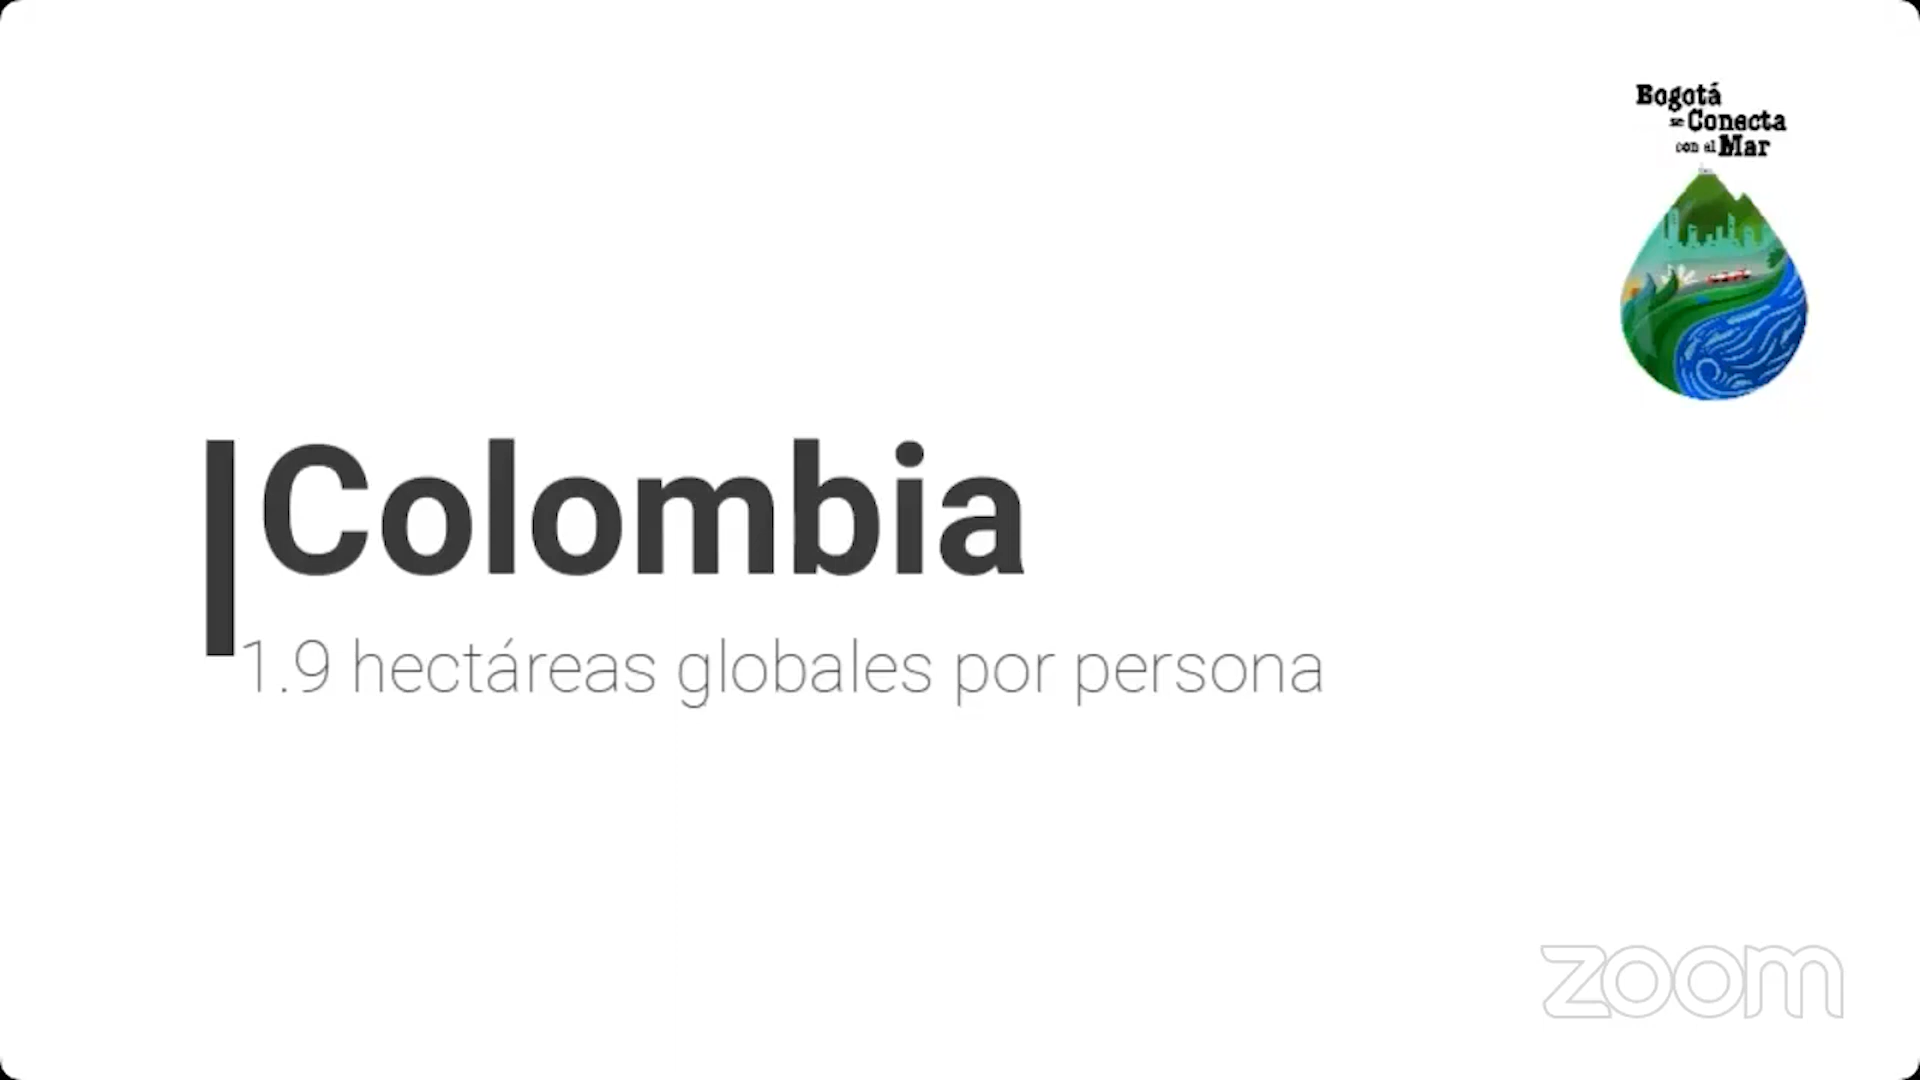 Bogotá
se Conecta
con el Mar
Colombia
1.9 hectáreas globales por persona
zoom